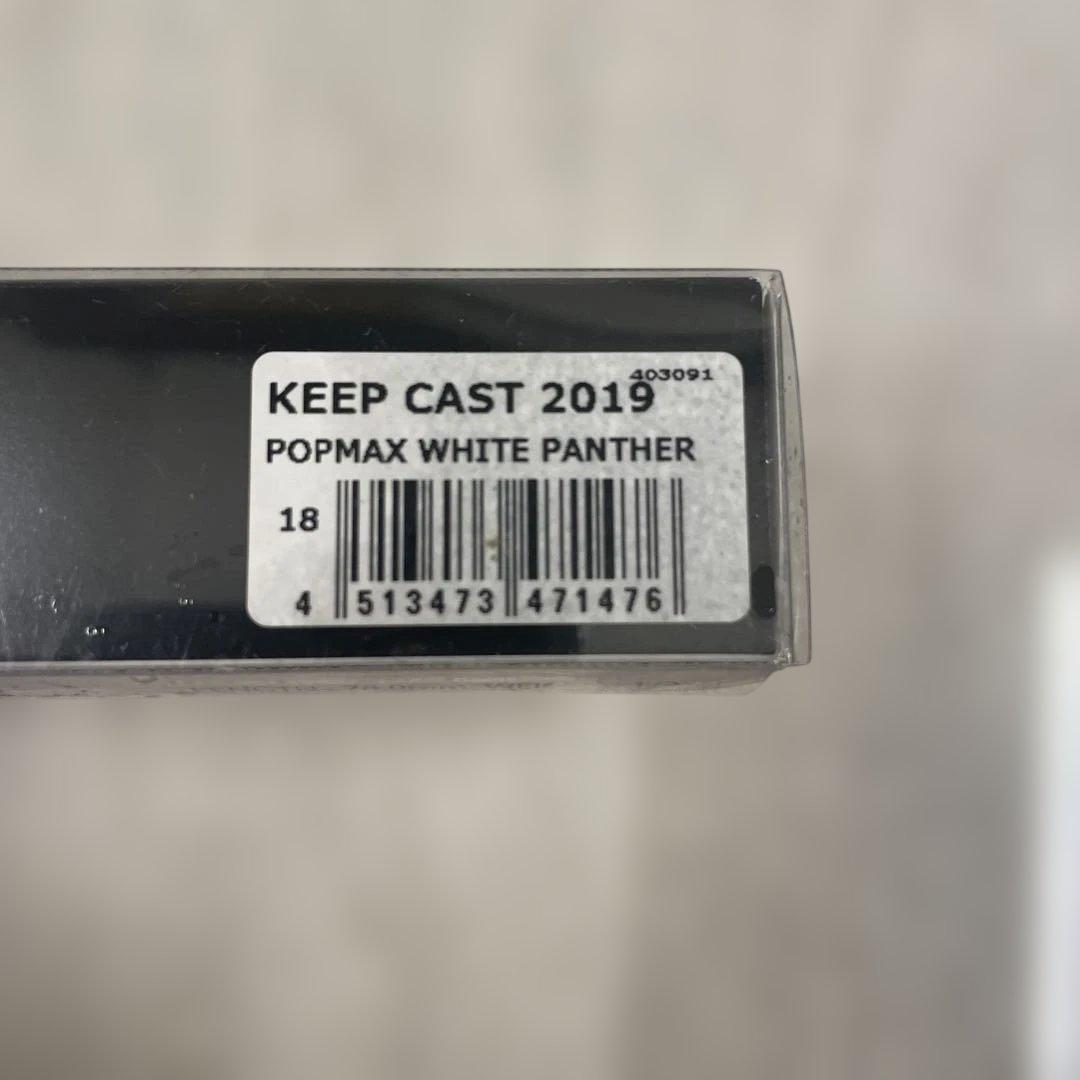 403091
KEEP CAST 2019
POPMAX WHITE PANTHER
18
4 513473 471476